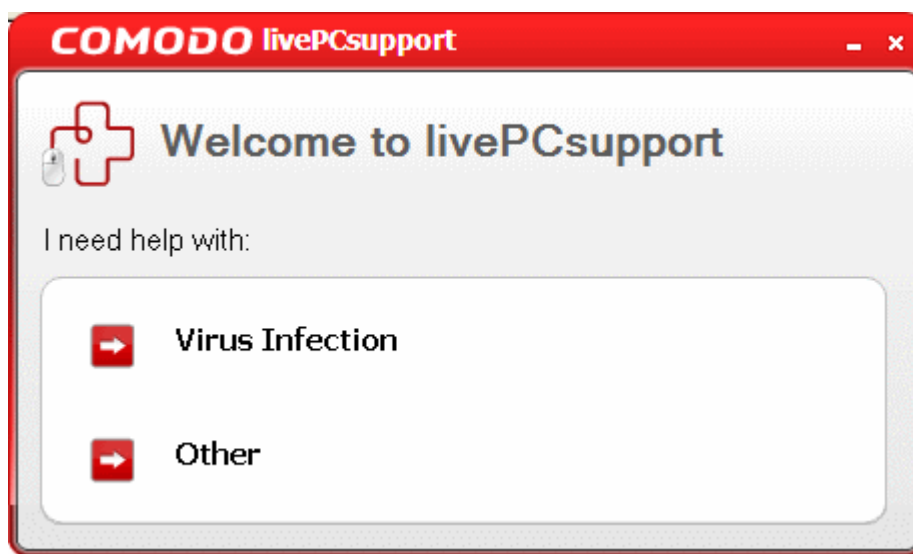 COMODO livePCsupport
Welcome to livePCsupport
I need help with:
Virus Infection
Other